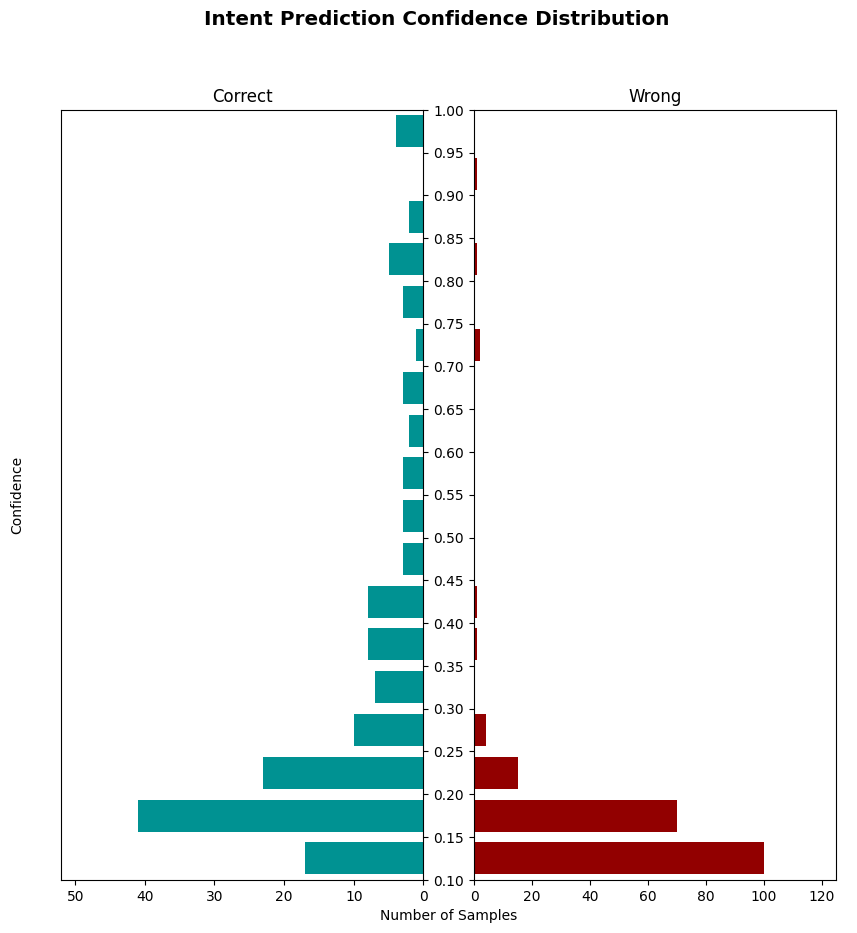 Intent Prediction Confidence Distribution
Correct
Wrong
1.00
0.95
0.90
0.85
0.80
0.75
0.70
0.65
0.60
0.55
0.50
0.45
0.40
0.35
0.30
0.25
0.20
0.15
0.10
Confidence
50 40 30 20 10 0
0 20 40 60 80 100 120
Number of Samples